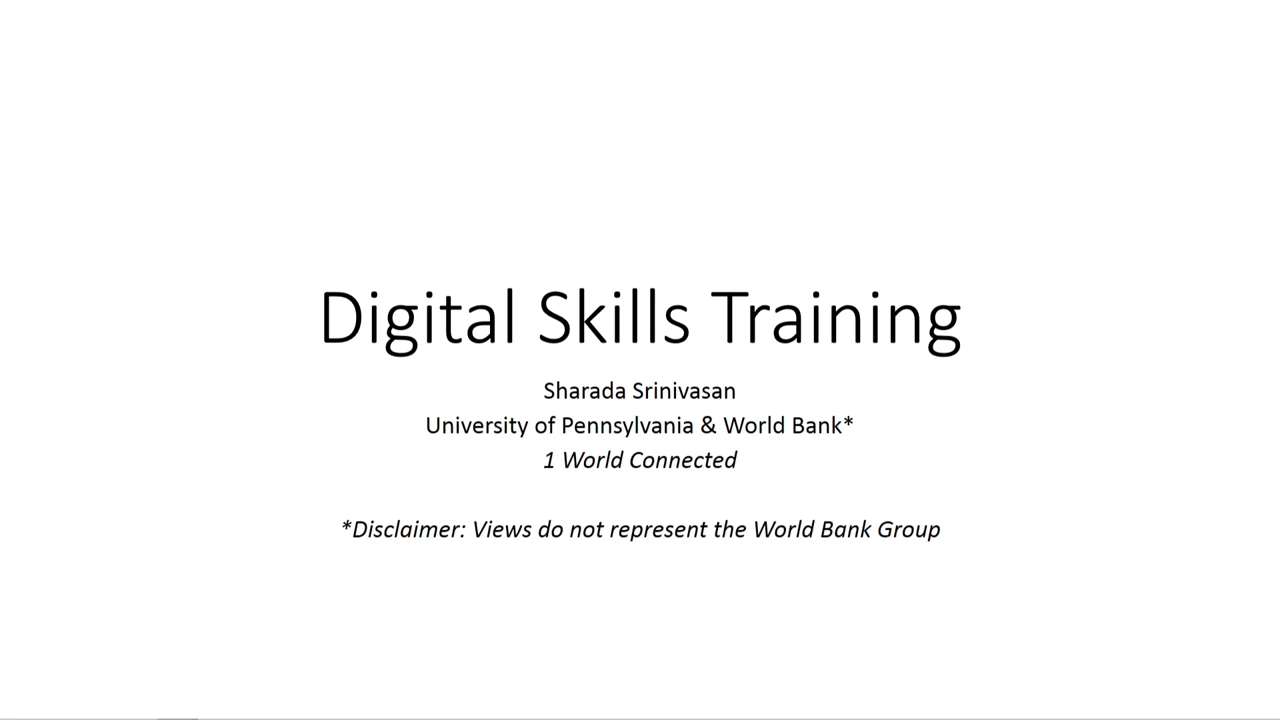 Digital Skills Training
Sharada Srinivasan
University of Pennsylvania & World Bank*
1 World Connected
*Disclaimer: Views do not represent the World Bank Group